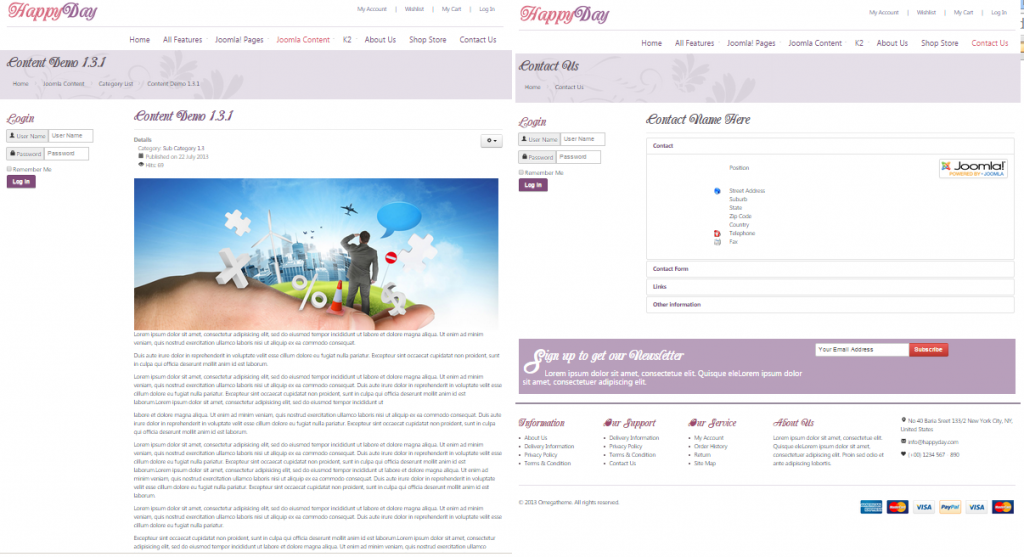 HappyDay
My Account | Wishlist | My Cart | Log In
Home All Features Joomla! Pages Joomla Content K2 About Us Shop Store Contact Us
Content Demo 1.3.1
Home Joomla Content Category List Content Demo 1.3.1
Login
User Name User Name
Password Password
Remember Me
Log in
Content Demo 1.3.1
Details
Category: Sub Category 1.3
Published on 22 July 2013
Hits: 69
Lorem ipsum dolor sit amet, consectetur adipisicing elit, sed do eiusmod tempor incididunt ut labore et dolore magna aliqua. Ut enim ad minim
veniam, quis nostrud exercitation ullamco laboris nisi ut aliquip ex ea commodo consequat.
Duis aute irure dolor in reprehenderit in voluptate velit esse cillum dolore eu fugiat nulla pariatur. Excepteur sint occaecat cupidatat non proident, sunt
in culpa qui officia deserunt mollit anim id est laborum.
Lorem ipsum dolor sit amet, consectetur adipisicing elit, sed do eiusmod tempor incididunt ut labore et dolore magna aliqua. Ut enim ad minim
veniam, quis nostrud exercitation ullamco laboris nisi ut aliquip ex ea commodo consequat. Duis aute irure dolor in reprehenderit in voluptate velit esse
cillum dolore eu fugiat nulla pariatur. Excepteur sint occaecat cupidatat non proident, sunt in culpa qui officia deserunt mollit anim id est
laborum.Lorem ipsum dolor sit amet, consectetur adipisicing elit, sed do eiusmod tempor incididunt ut
labore et dolore magna aliqua. Ut enim ad minim veniam, quis nostrud exercitation ullamco laboris nisi ut aliquip ex ea commodo consequat. Duis aute
irure dolor in reprehenderit in voluptate velit esse cillum dolore eu fugiat nulla pariatur. Excepteur sint occaecat cupidatat non proident, sunt in culpa
qui officia deserunt mollit anim id est laborum.
Lorem ipsum dolor sit amet, consectetur adipisicing elit, sed do eiusmod tempor incididunt ut labore et dolore magna aliqua. Ut enim ad minim
veniam, quis nostrud exercitation ullamco laboris nisi ut aliquip ex ea commodo consequat. Duis aute irure dolor in reprehenderit in voluptate velit esse
cillum dolore eu fugiat nulla pariatur. Excepteur sint occaecat cupidatat non proident, sunt in culpa qui officia deserunt mollit anim id est
laborum.Lorem ipsum dolor sit amet, consectetur adipisicing elit, sed do eiusmod tempor incididunt ut labore et dolore magna aliqua. Ut enim ad minim
veniam, quis nostrud exercitation ullamco laboris nisi ut aliquip ex ea commodo consequat. Duis aute irure dolor in reprehenderit in voluptate velit esse
cillum dolore eu fugiat nulla pariatur. Excepteur sint occaecat cupidatat non proident, sunt in culpa qui officia deserunt mollit anim id est
laborum.
Lorem ipsum dolor sit amet, consectetur adipisicing elit, sed do eiusmod tempor incididunt ut labore et dolore magna aliqua. Ut enim ad minim
veniam, quis nostrud exercitation ullamco laboris nisi ut aliquip ex ea commodo consequat. Duis aute irure dolor in reprehenderit in voluptate velit esse
cillum dolore eu fugiat nulla pariatur.
Excepteur sint occaecat cupidatat non proident, sunt in culpa qui officia deserunt mollit anim id est laborum.Lorem ipsum dolor sit amet, consectetur
adipisicing elit, sed do eiusmod tempor incididunt ut labore et dolore magna aliqua. Ut enim ad minim veniam, quis nostrud exercitation ullamco
HappyDay
My Account | Wishlist | My Cart | Log In
Home All Features Joomla! Pages Joomla Content K2 About Us Shop Store Contact Us
Contact Us
Home Contact Us
Login
User Name User Name
Password Password
Remember Me
Log in
Contact Name Here
Contact
Position
Joomla!
POWERED BY JOOMLA
Street Address
Suburb
State
Zip Code
Country
Telephone
Fax
Contact Form
Links
Other information
Sign up to get our Newsletter
Lorem ipsum dolor sit amet, consectetue elit. Quisque eleLorem ipsum dolor
sit amet, consectetuer adipiscing elit.
Your Email Address Subscribe
Information
About Us
Delivery Information
Privacy Policy
Terms & Condition
Our Support
Delivery Information
Privacy Policy
Terms & Condition
Contact Us
Our Service
My Account
Order History
Return
Site Map
About Us
Lorem ipsum dolor sit amet, consectetuer adipiscing elit.
Quisque eleLorem ipsum dolor sit amet, consectetuer
adipiscing elit. Proin sed odio et
ante adipiscing lobortis.
No 40 Baria Sreet 133/2 New York City, NY,
United States
info@happyday.com
(+00) 1234 567 - 890
© 2013 Omegatheme. All rights reserved.
VISA PayPal VISA